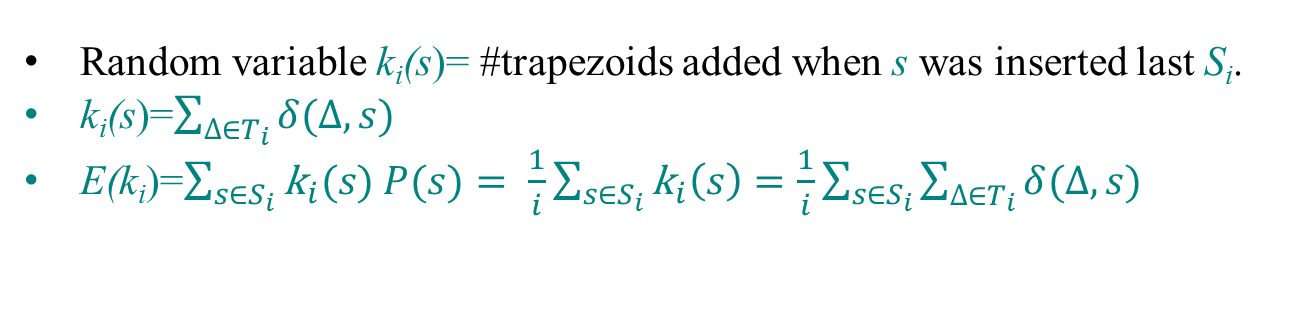 • Random variable kᵢ(s)= #trapezoids added when s was inserted last Sᵢ.
• kᵢ(s)=∑_{Δ∈Tᵢ} δ(Δ, s)
• E(kᵢ)=∑_{s∈Sᵢ} kᵢ(s) P(s) = 1/i ∑_{s∈Sᵢ} kᵢ(s) = 1/i ∑_{s∈Sᵢ} ∑_{Δ∈Tᵢ} δ(Δ, s)